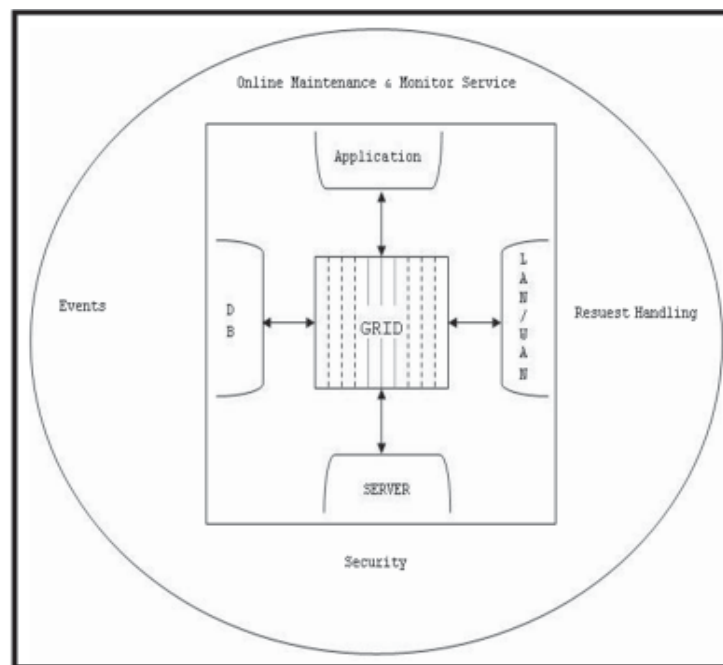 Online Maintenance & Monitor Service
Application
Events
D
B
GRID
L
A
N
/
W
A
N
Resuest Handling
SERVER
Security